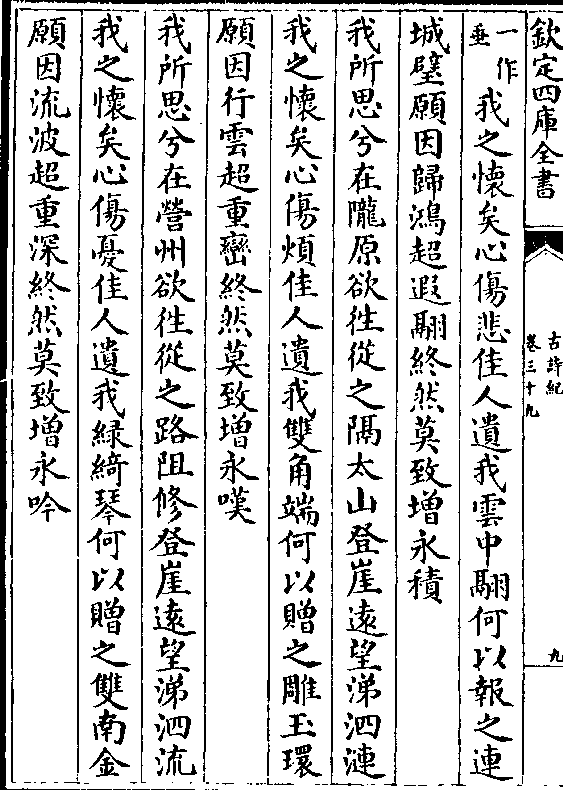 欽定四庫全書
古詩紀
卷三十九
九
一作
垂
我之懷矣心傷悲佳人遺我雲中翮何以報之連
城璧願因歸鴻超遐翮終然莫致增永積
我所思兮在隴原欲徃從之隔太山登崖遠望涕泗漣
我之懷矣心傷煩佳人遺我雙角端何以贈之雕玉環
願因行雲超重巒終然莫致增永嘆
我所思兮在營州欲徃從之路阻修登崖遠望涕泗流
我之懷矣心傷憂佳人遺我緑綺琴何以贈之雙南金
願因流波超重深終然莫致增永吟